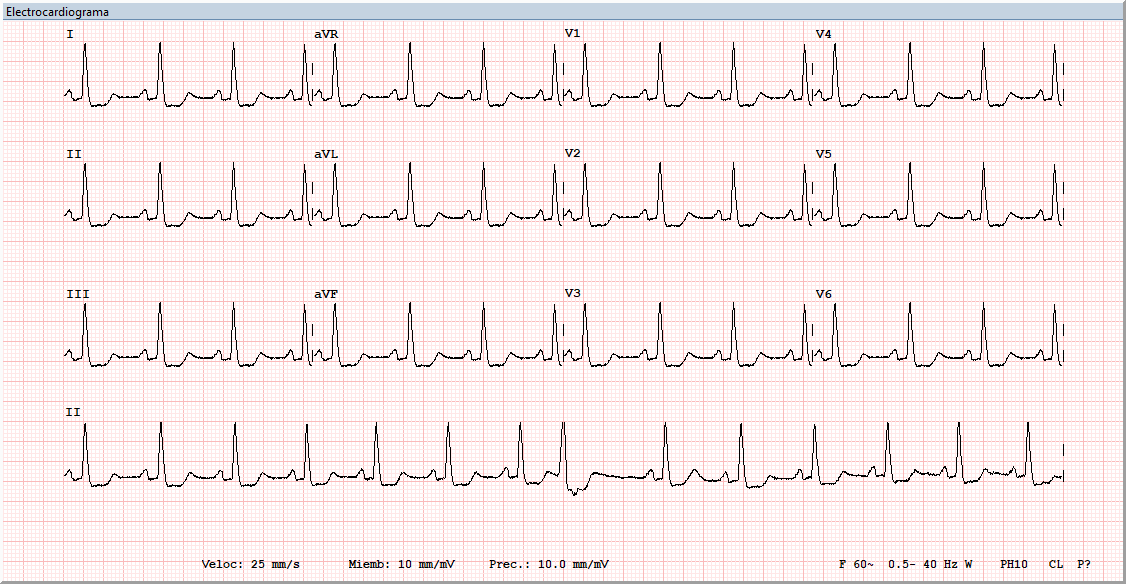 Electrocardiograma
I aVR V1 V4
II aVL V2 V5
III aVF V3 V6
II
Veloc: 25 mm/s Miemb: 10 mm/mV Prec.: 10.0 mm/mV F 60~ 0.5- 40 Hz W PH10 CL P?